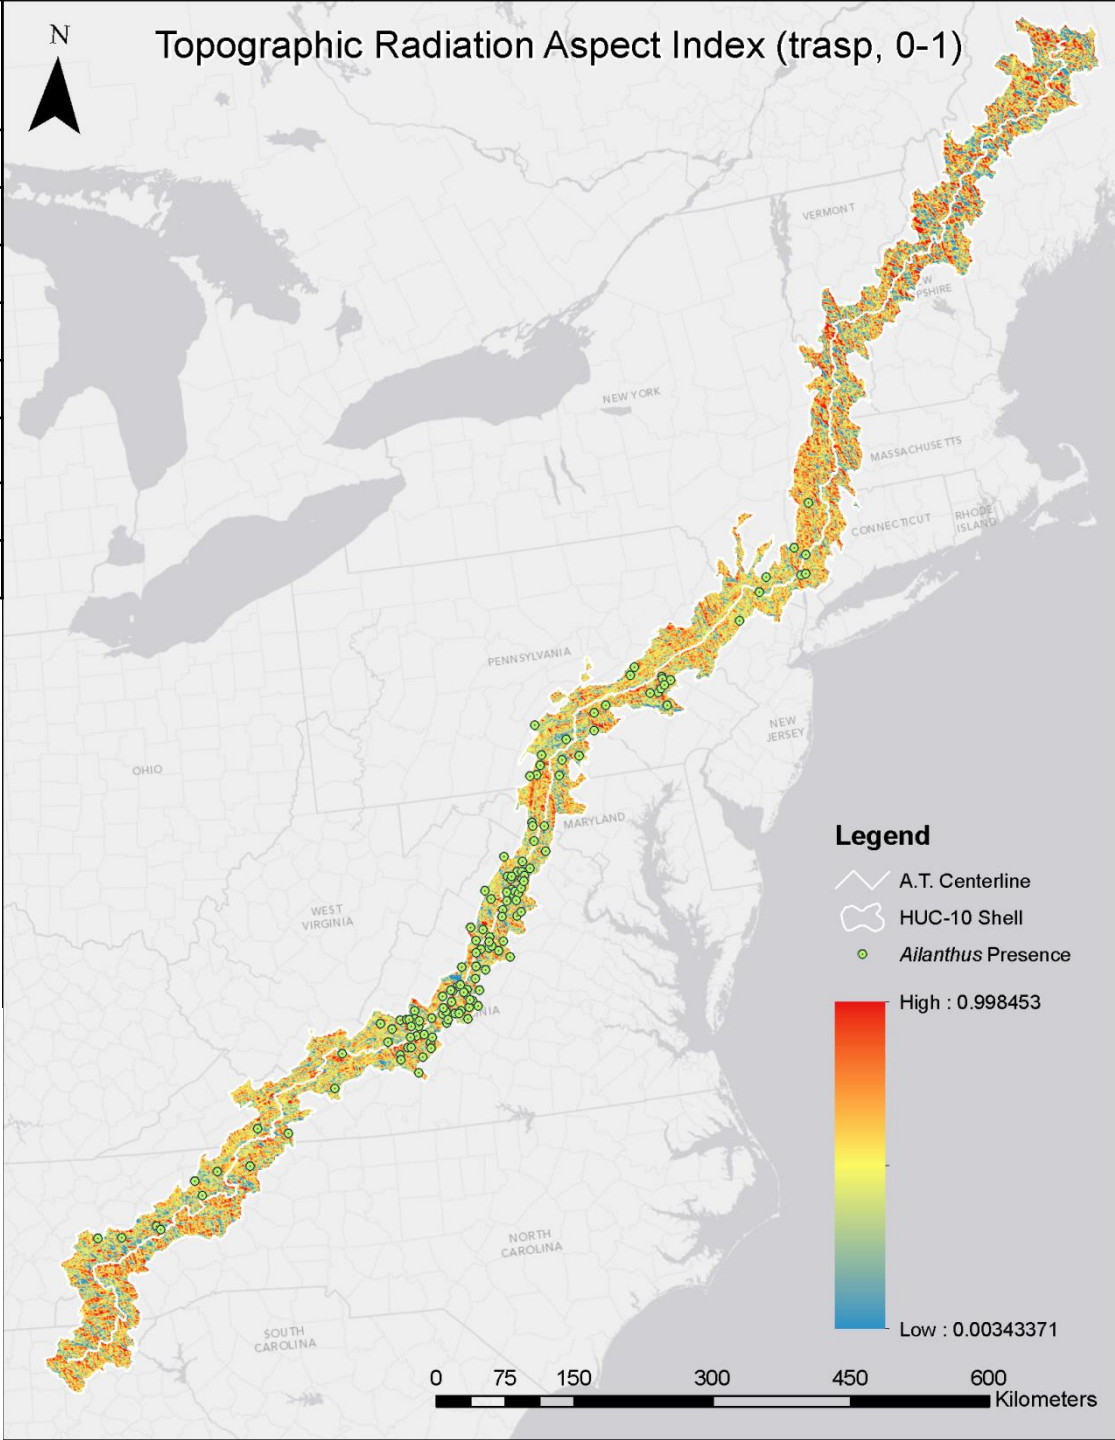 N
Topographic Radiation Aspect Index (trasp, 0-1)
VERMONT
W
PSHIRE
NEW YORK
MASSACHUSETTS
CONNECTICUT
RHODE
ISLAND
PENNSYLVANIA
NEW
JERSEY
OHIO
MARYLAND
WEST
VIRGINIA
INIA
NORTH
CAROLINA
SOUTH
CAROLINA
Legend
A.T. Centerline
HUC-10 Shell
Ailanthus Presence
High : 0.998453
Low : 0.00343371
0 75 150 300 450 600
Kilometers